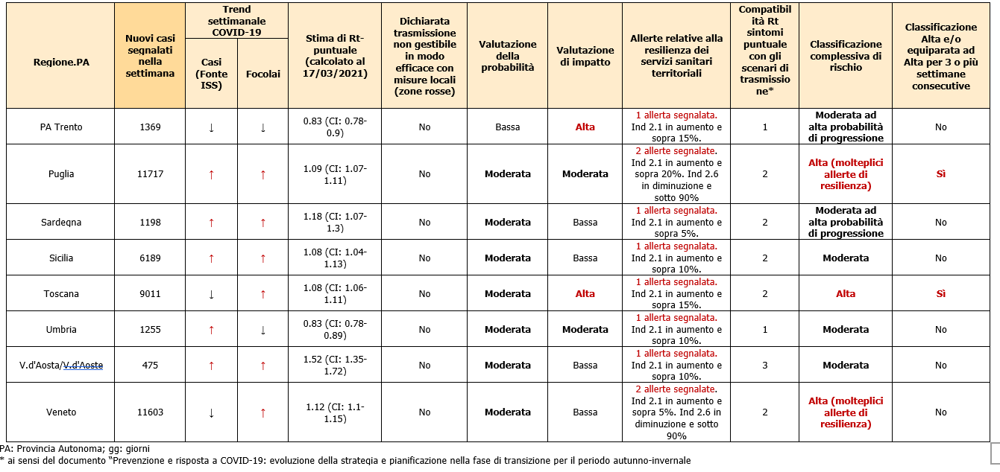 Regione.PA
Nuovi casi
segnalati
nella
settimana
Trend
settimanale
COVID-19
Casi
(Fonte
ISS)
Focolai
Stima di Rt-
puntuale
(calcolato al
17/03/2021)
Dichiarata
trasmissione
non gestibile
in modo
efficace con
misure locali
(zone rosse)
Valutazione
della
probabilità
Valutazione
di impatto
Allerte relative alla
resilienza dei
servizi sanitari
territoriali
Compatibil
ità Rt
sintomi
puntuale
con gli
scenari di
trasmissio
ne*
Classificazione
complessiva di
rischio
Classificazione
Alta e/o
equiparata ad
Alta per 3 o più
settimane
consecutive
PA Trento
1369
↓
↓
0.83 (CI: 0.78-
0.9)
No
Bassa
Alta
1 allerta segnalata.
Ind 2.1 in aumento e
sopra 15%.
1
Moderata ad
alta probabilità
di progressione
No
Puglia
11717
↑
↑
1.09 (CI: 1.07-
1.11)
No
Moderata
Moderata
2 allerte segnalate.
Ind 2.1 in aumento e
sopra 20%. Ind 2.6
in diminuzione e
sotto 90%
2
Alta (molteplici
allerte di
resilienza)
Sì
Sardegna
1198
↑
↑
1.18 (CI: 1.07-
1.3)
No
Moderata
Bassa
1 allerta segnalata.
Ind 2.1 in aumento e
sopra 5%.
2
Moderata ad
alta probabilità
di progressione
No
Sicilia
6189
↑
↑
1.08 (CI: 1.04-
1.13)
No
Moderata
Bassa
1 allerta segnalata.
Ind 2.1 in aumento e
sopra 10%.
2
Moderata
No
Toscana
9011
↓
↑
1.08 (CI: 1.06-
1.11)
No
Moderata
Alta
1 allerta segnalata.
Ind 2.1 in aumento e
sopra 15%.
2
Alta
Sì
Umbria
1255
↑
↓
0.83 (CI: 0.78-
0.89)
No
Moderata
Moderata
1 allerta segnalata.
Ind 2.1 in aumento e
sopra 10%.
1
Moderata
No
V.d'Aosta/V.d'Aoste
475
↑
↑
1.52 (CI: 1.35-
1.72)
No
Moderata
Bassa
1 allerta segnalata.
Ind 2.1 in aumento e
sopra 10%.
3
Moderata
No
Veneto
11603
↓
↑
1.12 (CI: 1.1-
1.15)
No
Moderata
Bassa
2 allerte segnalate.
Ind 2.1 in aumento e
sopra 5%. Ind 2.6 in
diminuzione e sotto
90%
2
Alta (molteplici
allerte di
resilienza)
No
PA: Provincia Autonoma; gg: giorni
* ai sensi del documento “Prevenzione e risposta a COVID-19: evoluzione della strategia e pianificazione nella fase di transizione per il periodo autunno-invernale